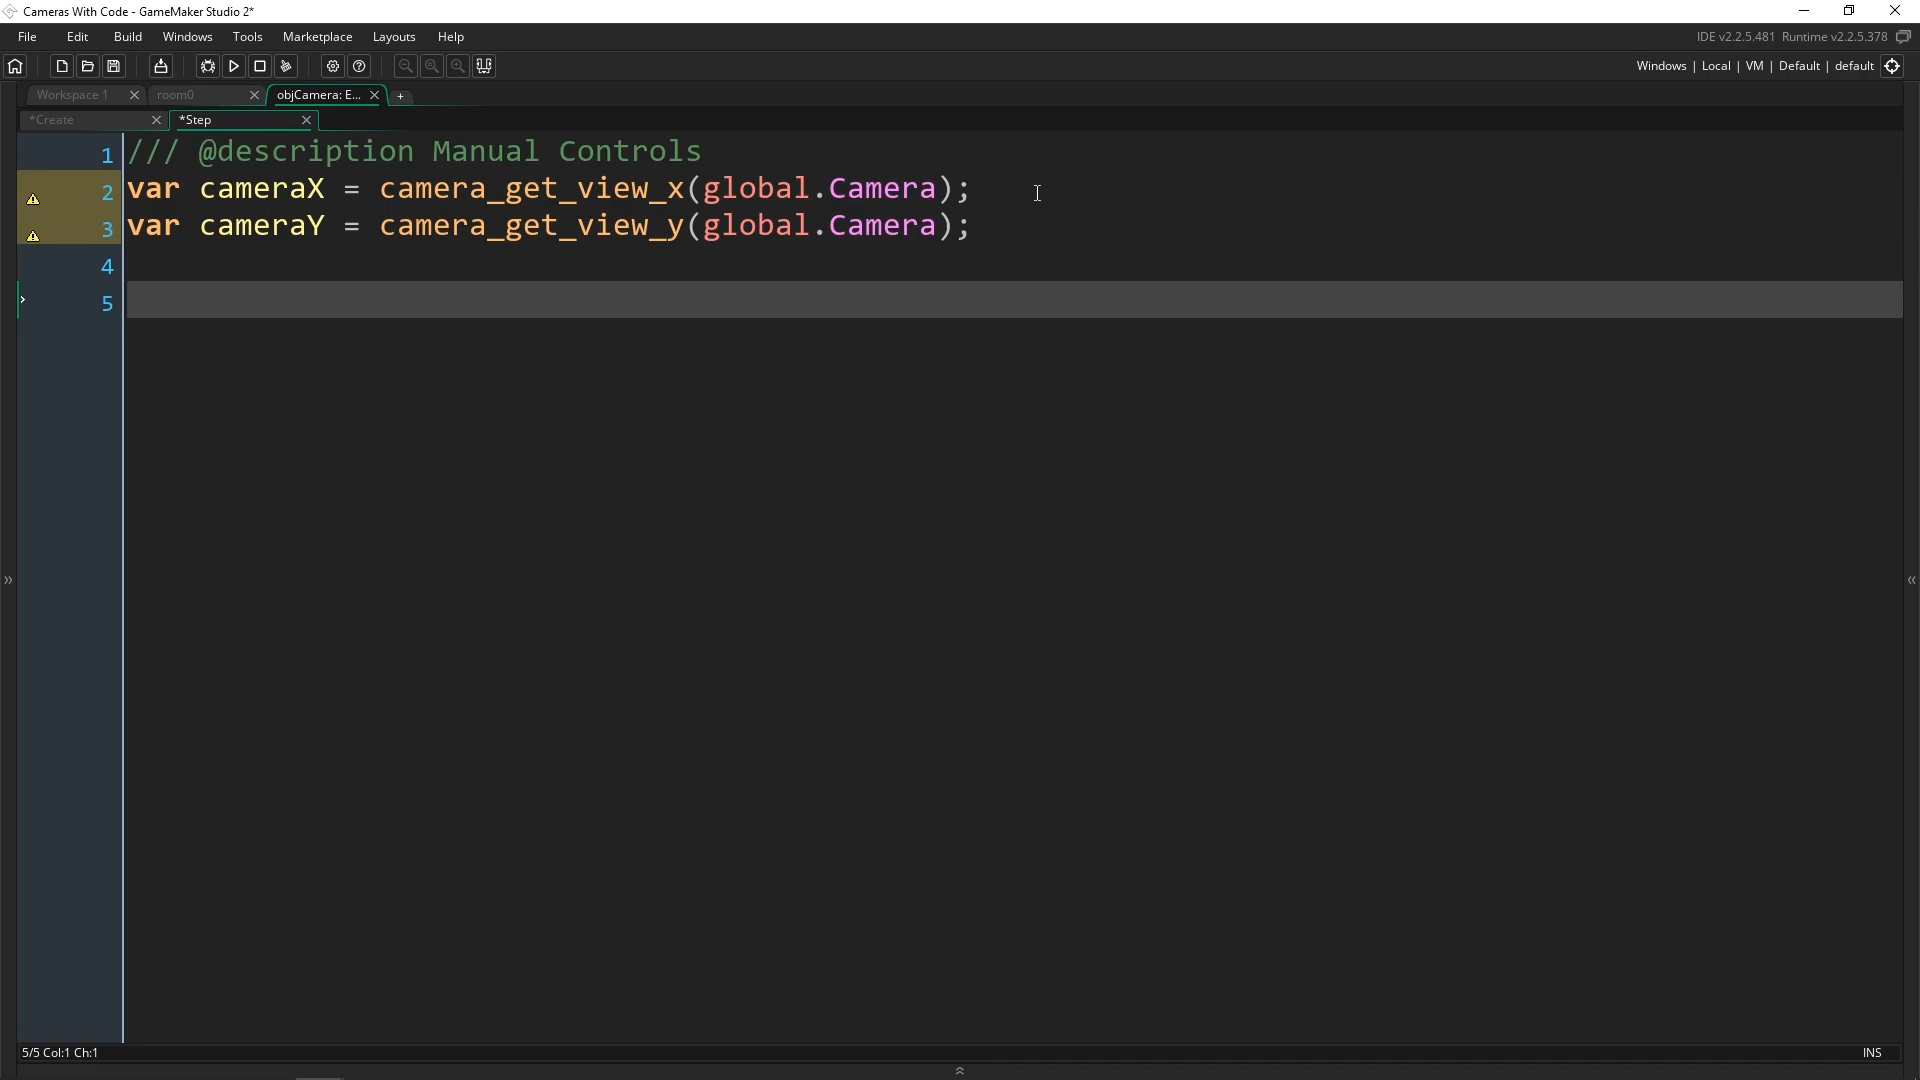 Cameras With Code - GameMaker Studio 2*
File Edit Build Windows Tools Marketplace Layouts Help
IDE v2.2.5.481 Runtime v2.2.5.378
Windows | Local | VM | Default | default
Workspace 1 room0 objCamera: E... +
*Create *Step
1 /// @description Manual Controls
2 var cameraX = camera_get_view_x(global.Camera);
3 var cameraY = camera_get_view_y(global.Camera);
4
5
5/5 Col:1 Ch:1 INS